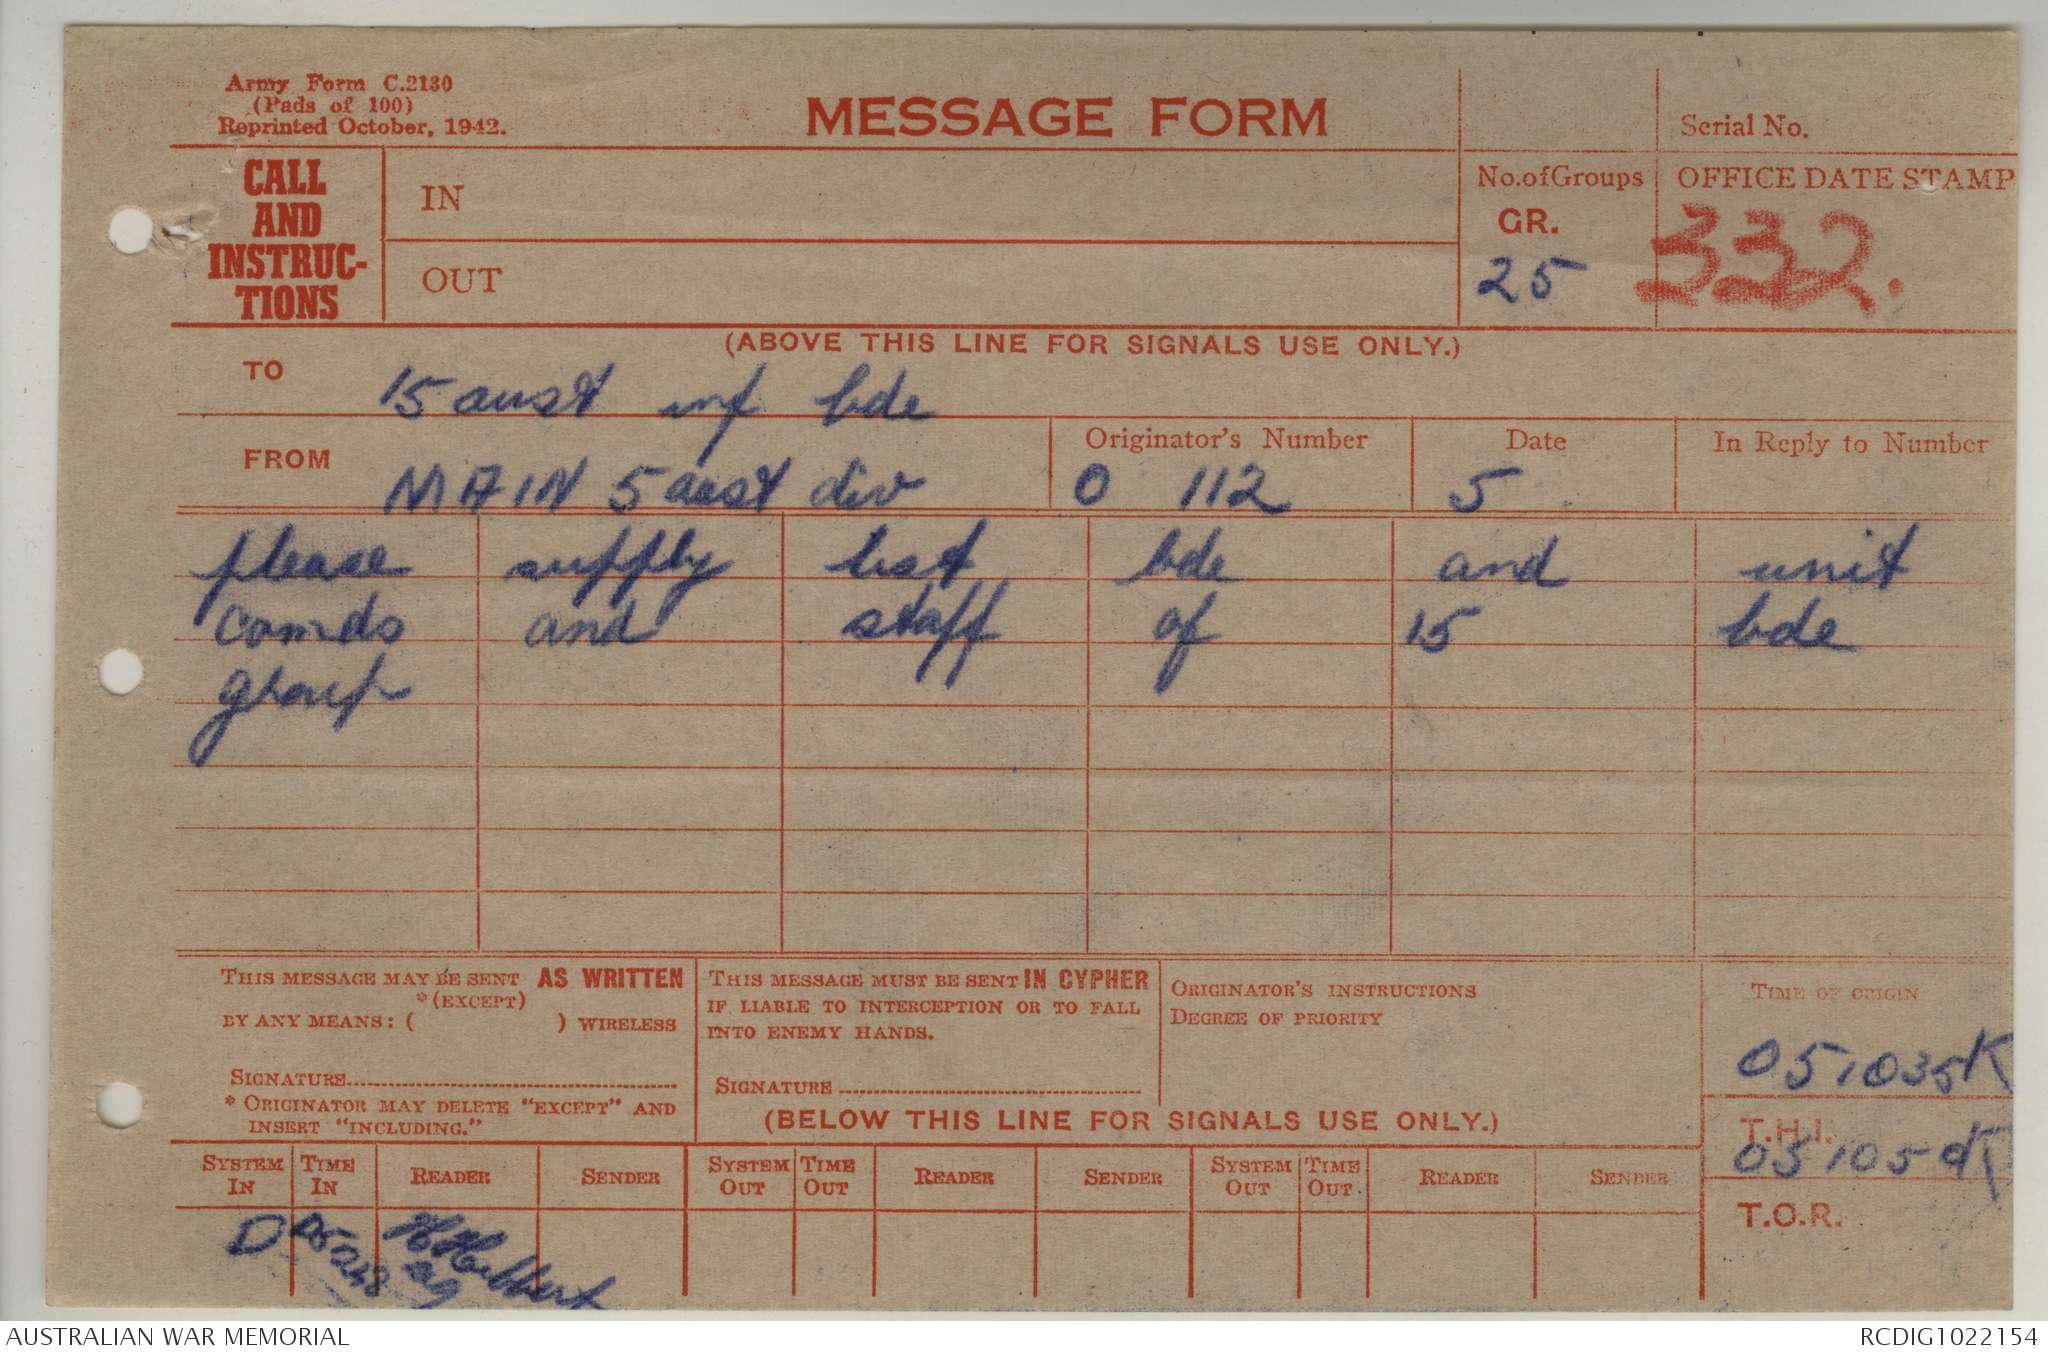 Army Form C.2130
(Pads of 100)
Reprinted October, 1942.
MESSAGE FORM
Serial No.
CALL AND INSTRUC-TIONS
IN
OUT
No. of Groups
GR.
25
OFFICE DATE STAMP
332.
(ABOVE THIS LINE FOR SIGNALS USE ONLY.)
TO
15 aust inf bde
FROM
MAIN 5 aust div
Originator's Number
O 112
Date
5
In Reply to Number
please supply list bde and unit
comds and staff of 15 bde
group
THIS MESSAGE MAY BE SENT AS WRITTEN
*(EXCEPT)
BY ANY MEANS: ( ) WIRELESS
SIGNATURE
* ORIGINATOR MAY DELETE "EXCEPT" AND
INSERT "INCLUDING."
THIS MESSAGE MUST BE SENT IN CYPHER
IF LIABLE TO INTERCEPTION OR TO FALL
INTO ENEMY HANDS.
SIGNATURE
ORIGINATOR'S INSTRUCTIONS
DEGREE OF PRIORITY
TIME OF ORIGIN
051035K
T.H.I.
T.O.R.
(BELOW THIS LINE FOR SIGNALS USE ONLY.)
SYSTEM IN TIME IN READER SENDER SYSTEM OUT TIME OUT READER SENDER SYSTEM OUT TIME OUT. READER SENDER
D
Hibbert
AUSTRALIAN WAR MEMORIAL
RCDIG1022154